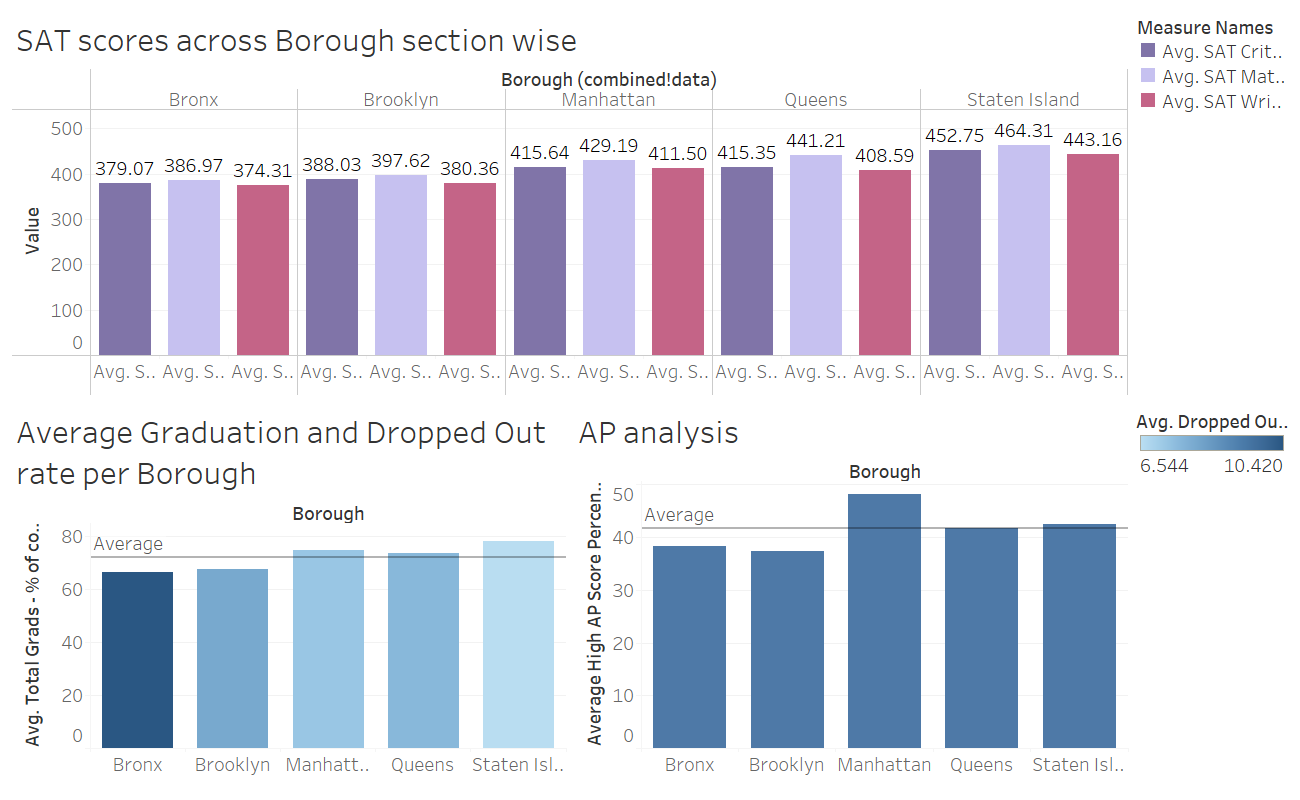 SAT scores across Borough section wise
Measure Names
Avg. SAT Crit..
Avg. SAT Mat..
Avg. SAT Wri..
Borough (combined!data)
Bronx Brooklyn Manhattan Queens Staten Island
Value
500
400
300
200
100
0
379.07 386.97 374.31 388.03 397.62 380.36 415.64 429.19 411.50 415.35 441.21 408.59 452.75 464.31 443.16
Avg. S.. Avg. S.. Avg. S.. Avg. S.. Avg. S.. Avg. S.. Avg. S.. Avg. S.. Avg. S.. Avg. S.. Avg. S.. Avg. S.. Avg. S.. Avg. S.. Avg. S..
Average Graduation and Dropped Out
rate per Borough
Borough
Avg. Total Grads - % of co..
80
60
40
20
0
Average
Bronx Brooklyn Manhatt.. Queens Staten Isl..
AP analysis
Borough
Average High AP Score Percen..
50
40
30
20
10
0
Average
Bronx Brooklyn Manhattan Queens Staten Isl..
Avg. Dropped Ou..
6.544 10.420